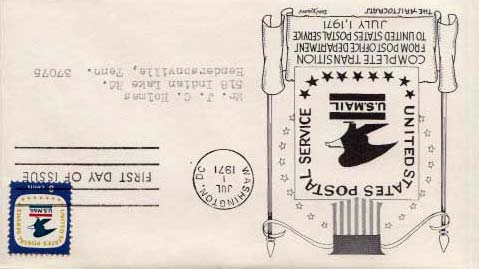 FIRST DAY OF ISSUE
WASHINGTON, DC
JUL
1
1971
8 CENTS
U.S.MAIL
UNITED STATES POSTAL SERVICE
UNITED STATES POSTAL SERVICE
U.S.MAIL
COMPLETE TRANSITION
FROM POST OFFICE DEPARTMENT
TO UNITED STATES POSTAL SERVICE
JULY 1, 1971
THE ARISTOCRATS
Mr. J. C. Holmes
518 Indian Lake Rd.
Hendersonville, Tenn.
37075